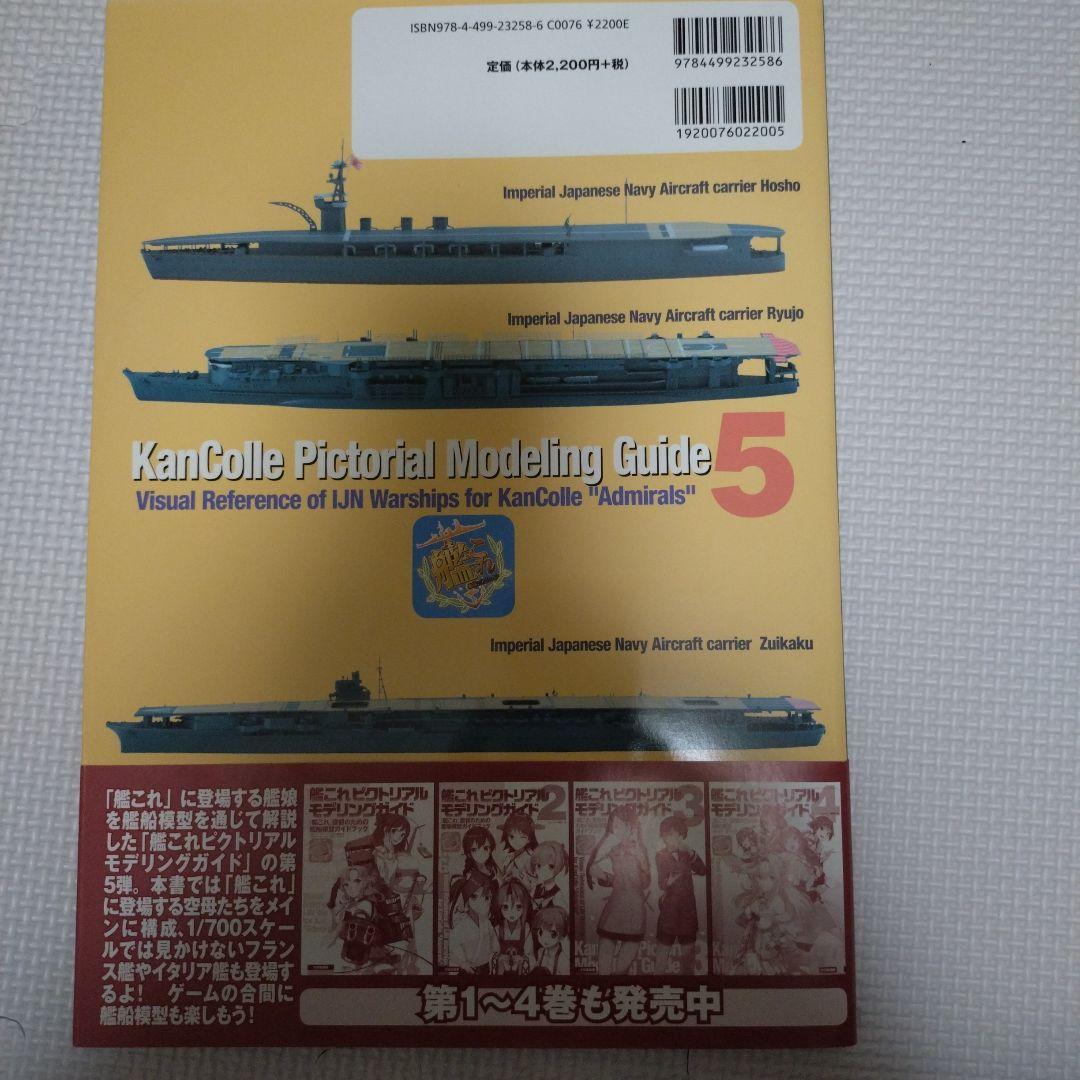 ISBN978-4-499-23258-6 C0076 ¥2200E
定価（本体2,200円+税）
9784499232586
1920076022005
Imperial Japanese Navy Aircraft carrier Hosho
Imperial Japanese Navy Aircraft carrier Ryujo
KanColle Pictorial Modeling Guide 5
Visual Reference of IJN Warships for KanColle "Admirals"
艦これ
Imperial Japanese Navy Aircraft carrier Zuikaku
「艦これ」に登場する艦娘
を艦船模型を通じて解説
した「艦これピクトリアル
モデリングガイド」の第
5弾。本書では「艦これ」
に登場する空母たちをメイ
ンに構成、1/700スケー
ルでは見かけないフラン
ス艦やイタリア艦も登場す
るよ！ ゲームの合間に
艦船模型も楽しもう！
艦これピクトリアル
モデリングガイド
艦これピクトリアル
モデリングガイド2
艦これピクトリアル
モデリングガイド3
艦これピクトリアル
モデリングガイド4
第1～4巻も発売中